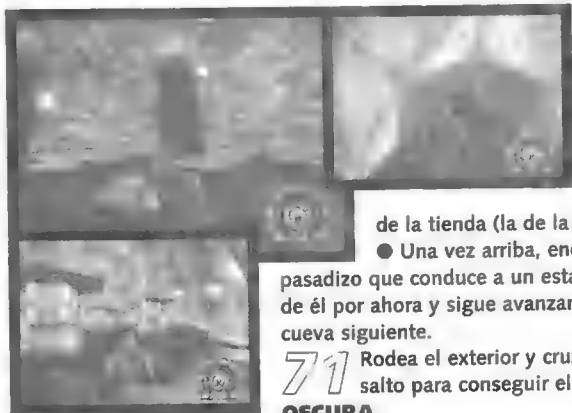 de la tienda (la de la
● Una vez arriba, en
pasadizo que conduce a un esta
de él por ahora y sigue avanzar
cueva siguiente.
71 Rodea el exterior y cru
salto para conseguir el
OSCURA